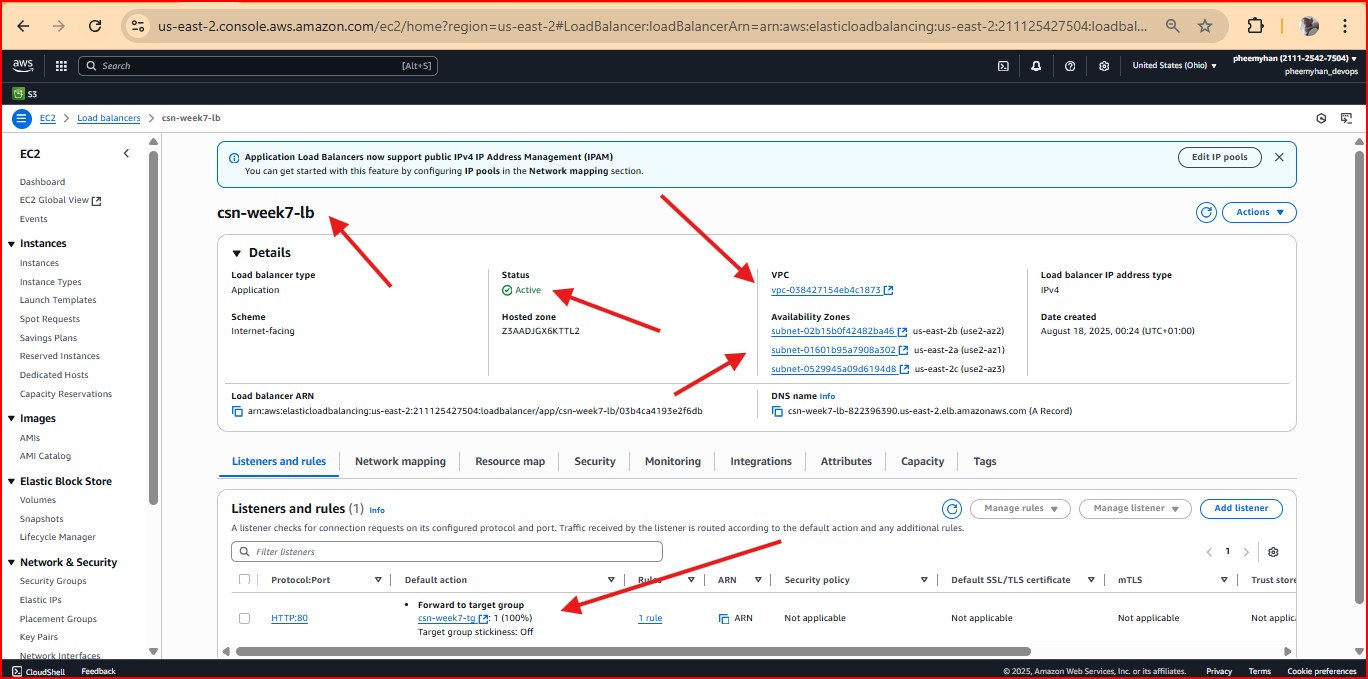 us-east-2.console.aws.amazon.com/ec2/home?region=us-east-2#LoadBalancer:loadBalancerArn=arn:aws:elasticloadbalancing:us-east-2:211125427504:loadbal...
aws
Search
[Alt+S]
United States (Ohio)
pheemyhan (2111-2542-7504)
pheemyhan_devops
S3
EC2
Load balancers
csn-week7-lb
EC2
Dashboard
EC2 Global View
Events
Instances
Instances
Instance Types
Launch Templates
Spot Requests
Savings Plans
Reserved Instances
Dedicated Hosts
Capacity Reservations
Images
AMIs
AMI Catalog
Elastic Block Store
Volumes
Snapshots
Lifecycle Manager
Network & Security
Security Groups
Elastic IPs
Placement Groups
Key Pairs
Network Interfaces
Application Load Balancers now support public IPv4 IP Address Management (IPAM)
You can get started with this feature by configuring IP pools in the Network mapping section.
Edit IP pools
csn-week7-lb
Actions
Details
Load balancer type
Application
Scheme
Internet-facing
Status
Active
Hosted zone
Z3AADJGX6KTTL2
VPC
vpc-038427154eb4c1873
Availability Zones
subnet-02b15b0f42482ba46 us-east-2b (use2-az2)
subnet-01601b95a7908a302 us-east-2a (use2-az1)
subnet-0529945a09d6194d8 us-east-2c (use2-az3)
Load balancer IP address type
IPv4
Date created
August 18, 2025, 00:24 (UTC+01:00)
Load balancer ARN
arn:aws:elasticloadbalancing:us-east-2:211125427504:loadbalancer/app/csn-week7-lb/03b4ca4193e2f6db
DNS name Info
csn-week7-lb-822396390.us-east-2.elb.amazonaws.com (A Record)
Listeners and rules
Network mapping
Resource map
Security
Monitoring
Integrations
Attributes
Capacity
Tags
Listeners and rules (1) Info
Manage rules
Manage listener
Add listener
A listener checks for connection requests on its configured protocol and port. Traffic received by the listener is routed according to the default action and any additional rules.
Filter listeners
1
Protocol:Port
Default action
Rules
ARN
Security policy
Default SSL/TLS certificate
mTLS
Trust store
HTTP:80
Forward to target group
csn-week7-tg: 1 (100%)
Target group stickiness: Off
1 rule
ARN
Not applicable
Not applicable
Not applicable
Not applica
CloudShell
Feedback
© 2025, Amazon Web Services, Inc. or its affiliates.
Privacy
Terms
Cookie preferences